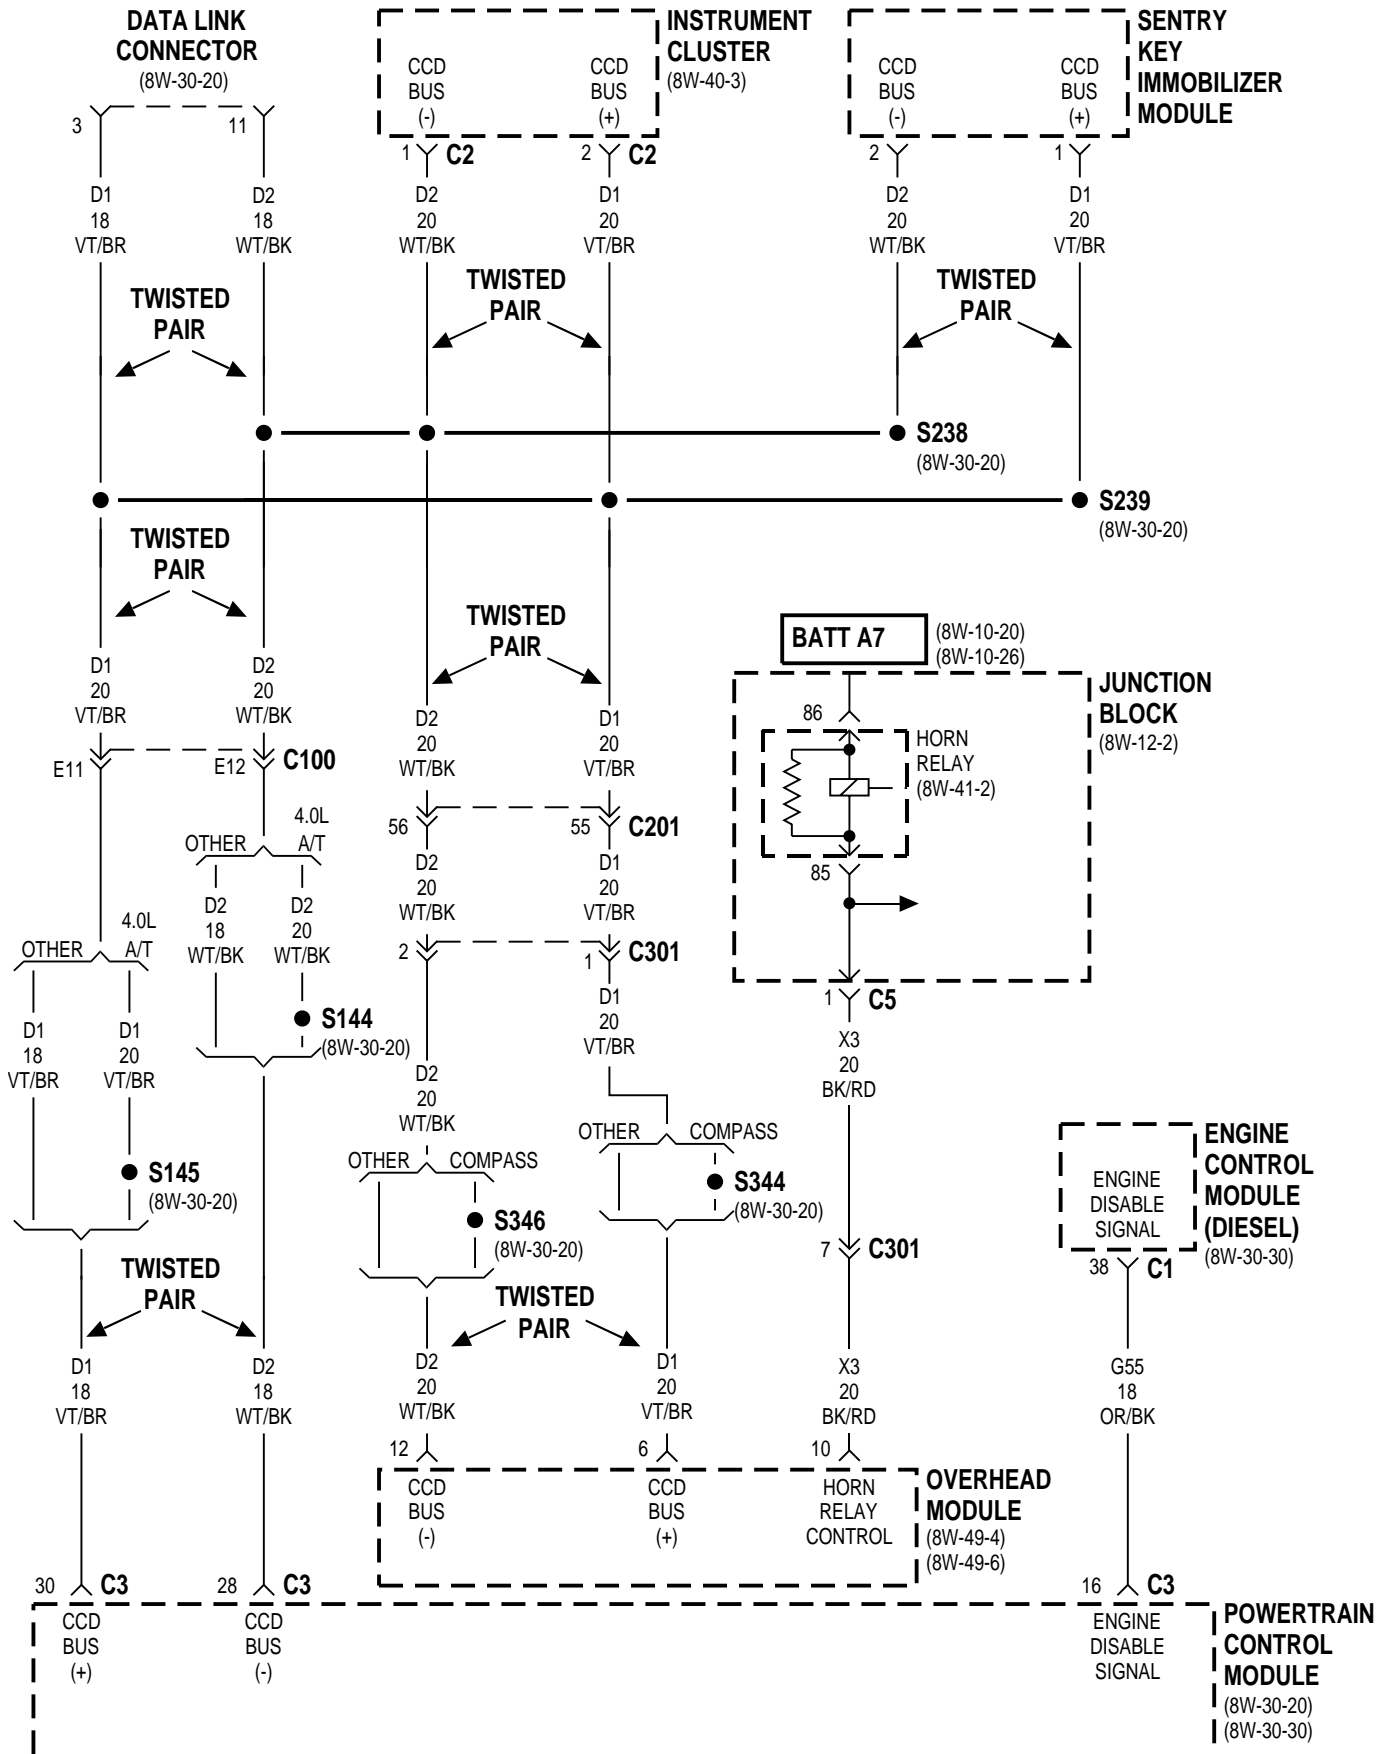 DATA LINK
CONNECTOR
(8W-30-20)
3
11
D1
18
VT/BR
D2
18
WT/BK
TWISTED
PAIR
INSTRUMENT
CLUSTER
(8W-40-3)
CCD
BUS
(-)
CCD
BUS
(+)
1
C2
2
C2
D2
20
WT/BK
D1
20
VT/BR
TWISTED
PAIR
SENTRY
KEY
IMMOBILIZER
MODULE
CCD
BUS
(-)
CCD
BUS
(+)
2
1
D2
20
WT/BK
D1
20
VT/BR
TWISTED
PAIR
S238
(8W-30-20)
S239
(8W-30-20)
TWISTED
PAIR
D1
20
VT/BR
D2
20
WT/BK
E11
E12
C100
OTHER
4.0L
A/T
D2
18
WT/BK
D2
20
WT/BK
S144
(8W-30-20)
OTHER
4.0L
A/T
D1
18
VT/BR
D1
20
VT/BR
S145
(8W-30-20)
TWISTED
PAIR
D1
18
VT/BR
D2
18
WT/BK
TWISTED
PAIR
D2
20
WT/BK
D1
20
VT/BR
56
55
C201
D2
20
WT/BK
D1
20
VT/BR
2
1
C301
D1
20
VT/BR
D2
20
WT/BK
OTHER
COMPASS
S344
(8W-30-20)
OTHER
COMPASS
S346
(8W-30-20)
TWISTED
PAIR
D2
20
WT/BK
D1
20
VT/BR
BATT A7
(8W-10-20)
(8W-10-26)
JUNCTION
BLOCK
(8W-12-2)
86
HORN
RELAY
(8W-41-2)
85
1
C5
X3
20
BK/RD
7
C301
X3
20
BK/RD
ENGINE
CONTROL
MODULE
(DIESEL)
(8W-30-30)
ENGINE
DISABLE
SIGNAL
38
C1
G55
18
OR/BK
12
6
10
CCD
BUS
(-)
CCD
BUS
(+)
HORN
RELAY
CONTROL
OVERHEAD
MODULE
(8W-49-4)
(8W-49-6)
30
C3
28
C3
16
C3
CCD
BUS
(+)
CCD
BUS
(-)
ENGINE
DISABLE
SIGNAL
POWERTRAIN
CONTROL
MODULE
(8W-30-20)
(8W-30-30)